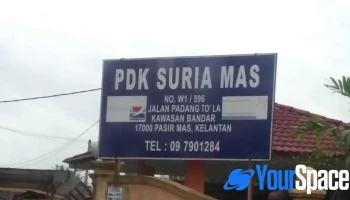 PDK SURIA MAS
NO. W1 / 596
JALAN PADANG TO' LA
KAWASAN BANDAR
17000 PASIR MAS, KELANTAN
TEL : 09 7901284
YourSpace